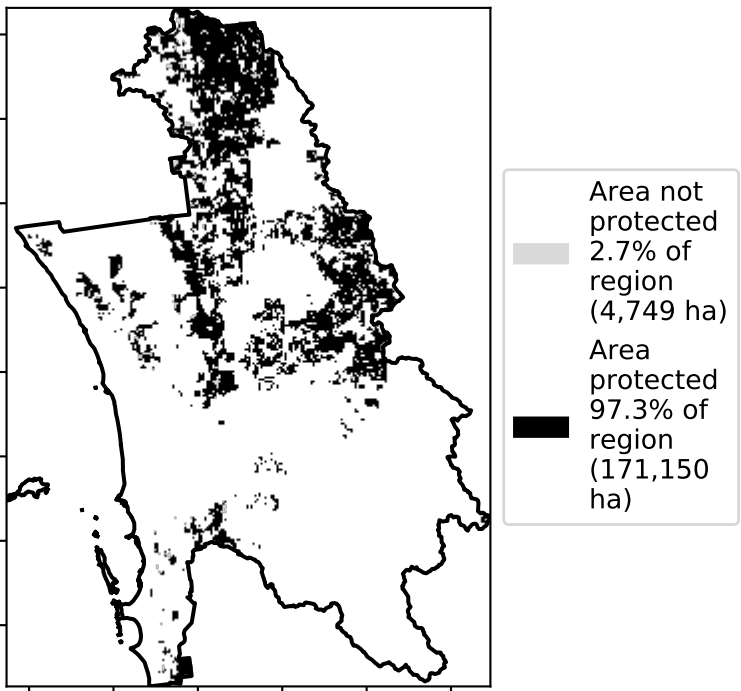 Area not
protected
2.7% of
region
(4,749 ha)
Area
protected
97.3% of
region
(171,150
ha)